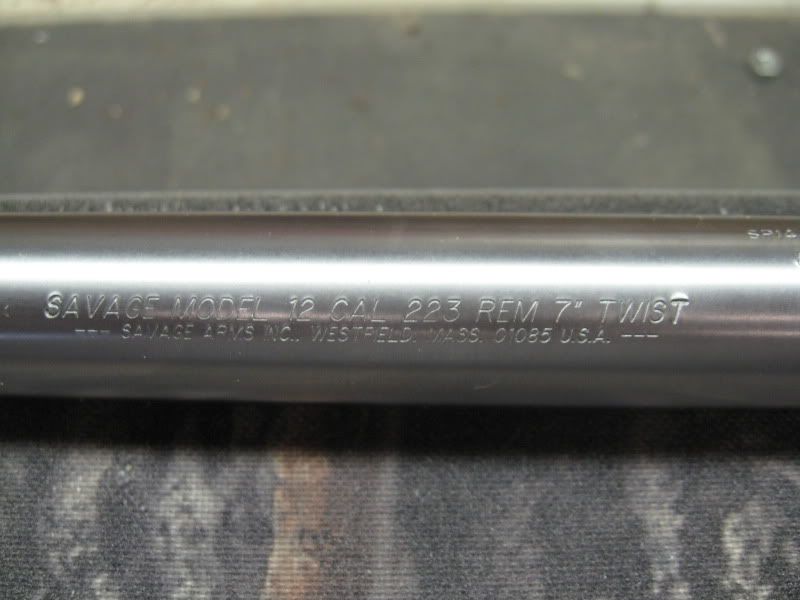 SAVAGE MODEL 12 CAL 223 REM 7" TWIST
--- SAVAGE ARMS INC., WESTFIELD, MASS. 01085 U.S.A. ---